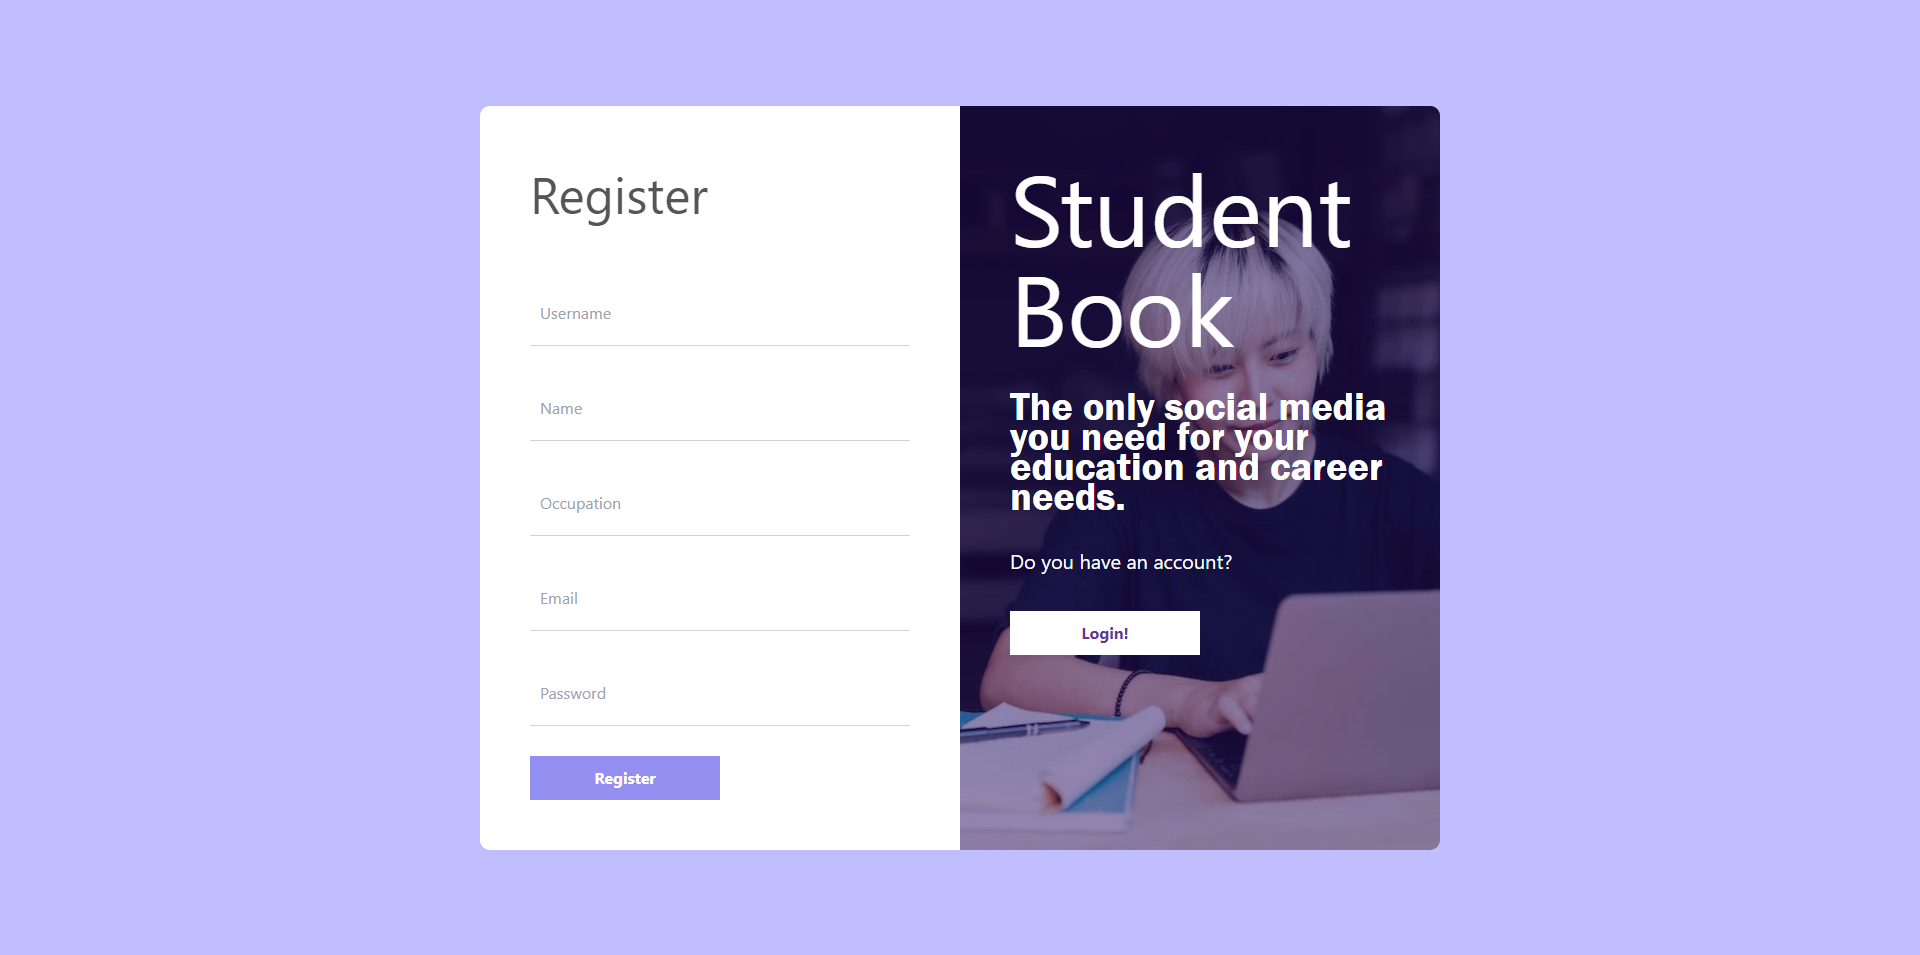 Register
Username
Name
Occupation
Email
Password
Register
Student
Book
The only social media
you need for your
education and career
needs.
Do you have an account?
Login!